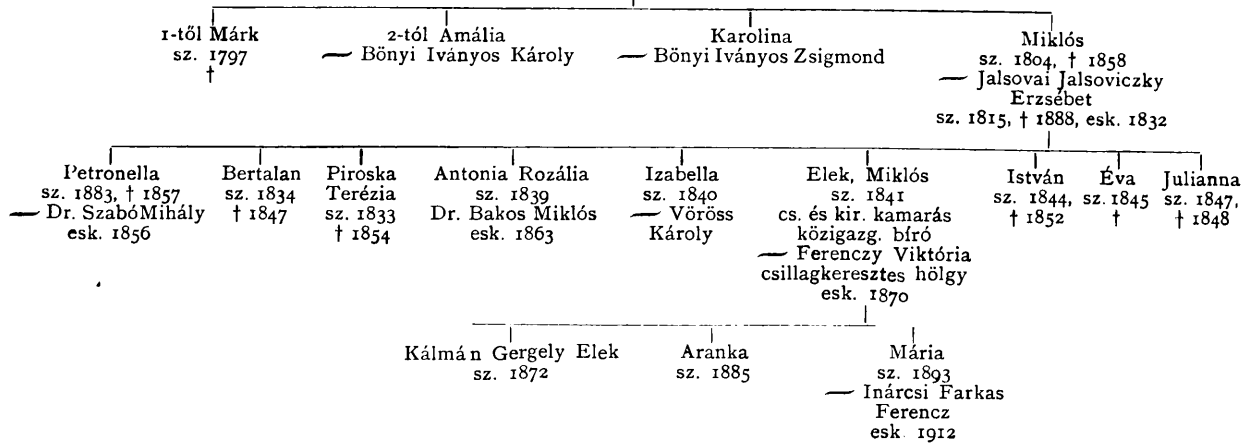 1-től Márk
sz. 1797
†
2-tól Amália
— Bönyi Iványos Károly
Karolina
— Bönyi Iványos Zsigmond
Miklós
sz. 1804, † 1858
— Jalsovai Jalsoviczky
Erzsébet
sz. 1815, † 1888, esk. 1832
Petronella
sz. 1883, † 1857
— Dr. Szabó Mihály
esk. 1856
Bertalan
sz. 1834
† 1847
Piroska
Terézia
sz. 1833
† 1854
Antonia Rozália
sz. 1839
Dr. Bakos Miklós
esk. 1863
Izabella
sz. 1840
— Vöröss
Károly
Elek, Miklós
sz. 1841
cs. és kir. kamarás
közigazg. bíró
— Ferenczy Viktória
csillagkeresztes hölgy
esk. 1870
István
sz. 1844,
† 1852
Éva
sz. 1845
†
Julianna
sz. 1847,
† 1848
Kálmán Gergely Elek
sz. 1872
Aranka
sz. 1885
Mária
sz. 1893
— Inárcsi Farkas
Ferencz
esk. 1912